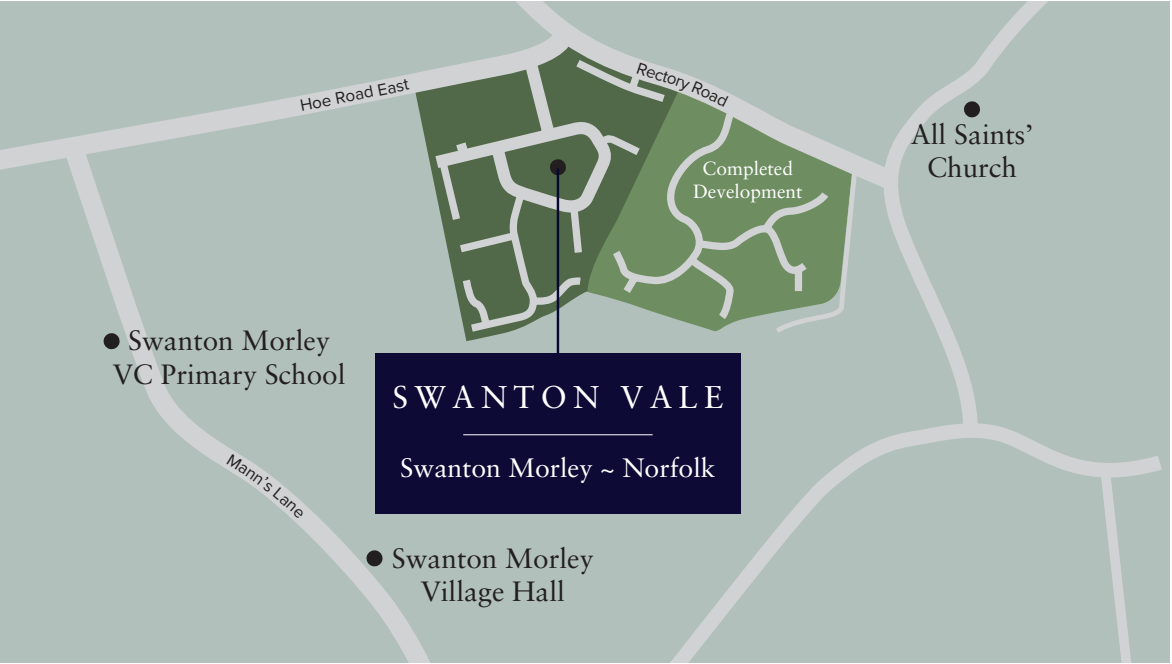 Hoe Road East
Rectory Road
All Saints’
Church
Completed
Development
Swanton Morley
VC Primary School
SWANTON VALE
Swanton Morley ~ Norfolk
Mann’s Lane
Swanton Morley
Village Hall